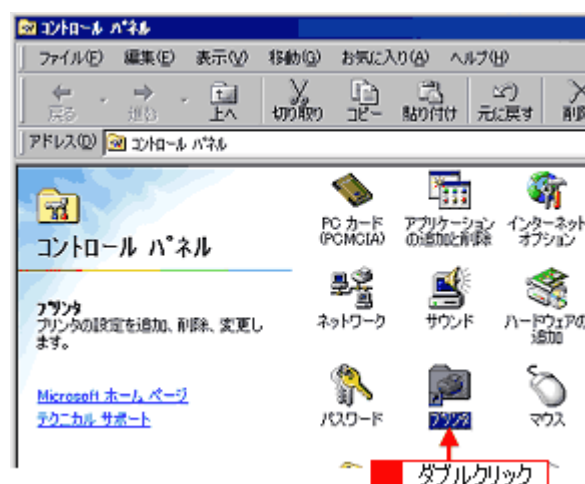 コントロール パネル
ファイル(F) 編集(E) 表示(V) 移動(G) お気に入り(A) ヘルプ(H)
戻る 進む 上へ 切り取り コピー 貼り付け 元に戻す 削除
アドレス(D) コントロール パネル
コントロール パネル
プリンタ
プリンタの設定を追加、削除、変更し
ます。
Microsoft ホーム ページ
テクニカル サポート
PC カード
(PCMCIA)
アプリケーション
の追加と削除
インターネット
オプション
ネットワーク
サウンド
ハードウェアの
追加
パスワード
プリンタ
マウス
ダブルクリック